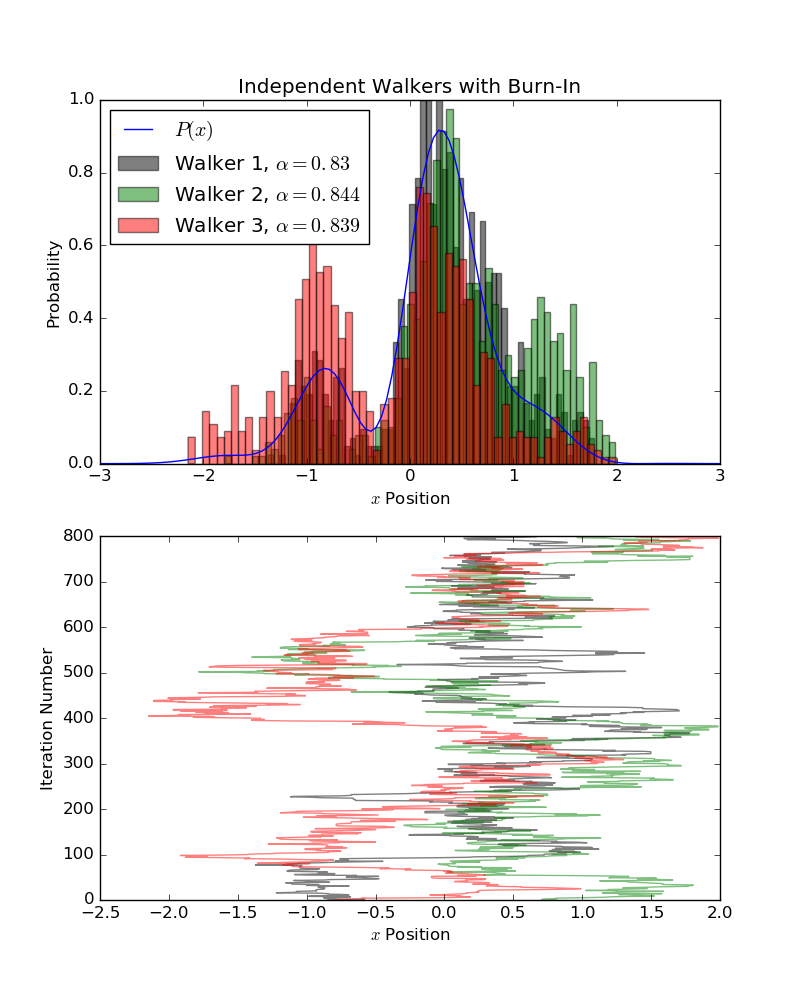 Independent Walkers with Burn-In
1.0
0.8
0.6
0.4
0.2
0.0
Probability
P(x)
Walker 1, α = 0.83
Walker 2, α = 0.844
Walker 3, α = 0.839
−3 −2 −1 0 1 2 3
x Position
800
700
600
500
400
300
200
100
0
Iteration Number
−2.5 −2.0 −1.5 −1.0 −0.5 0.0 0.5 1.0 1.5 2.0
x Position